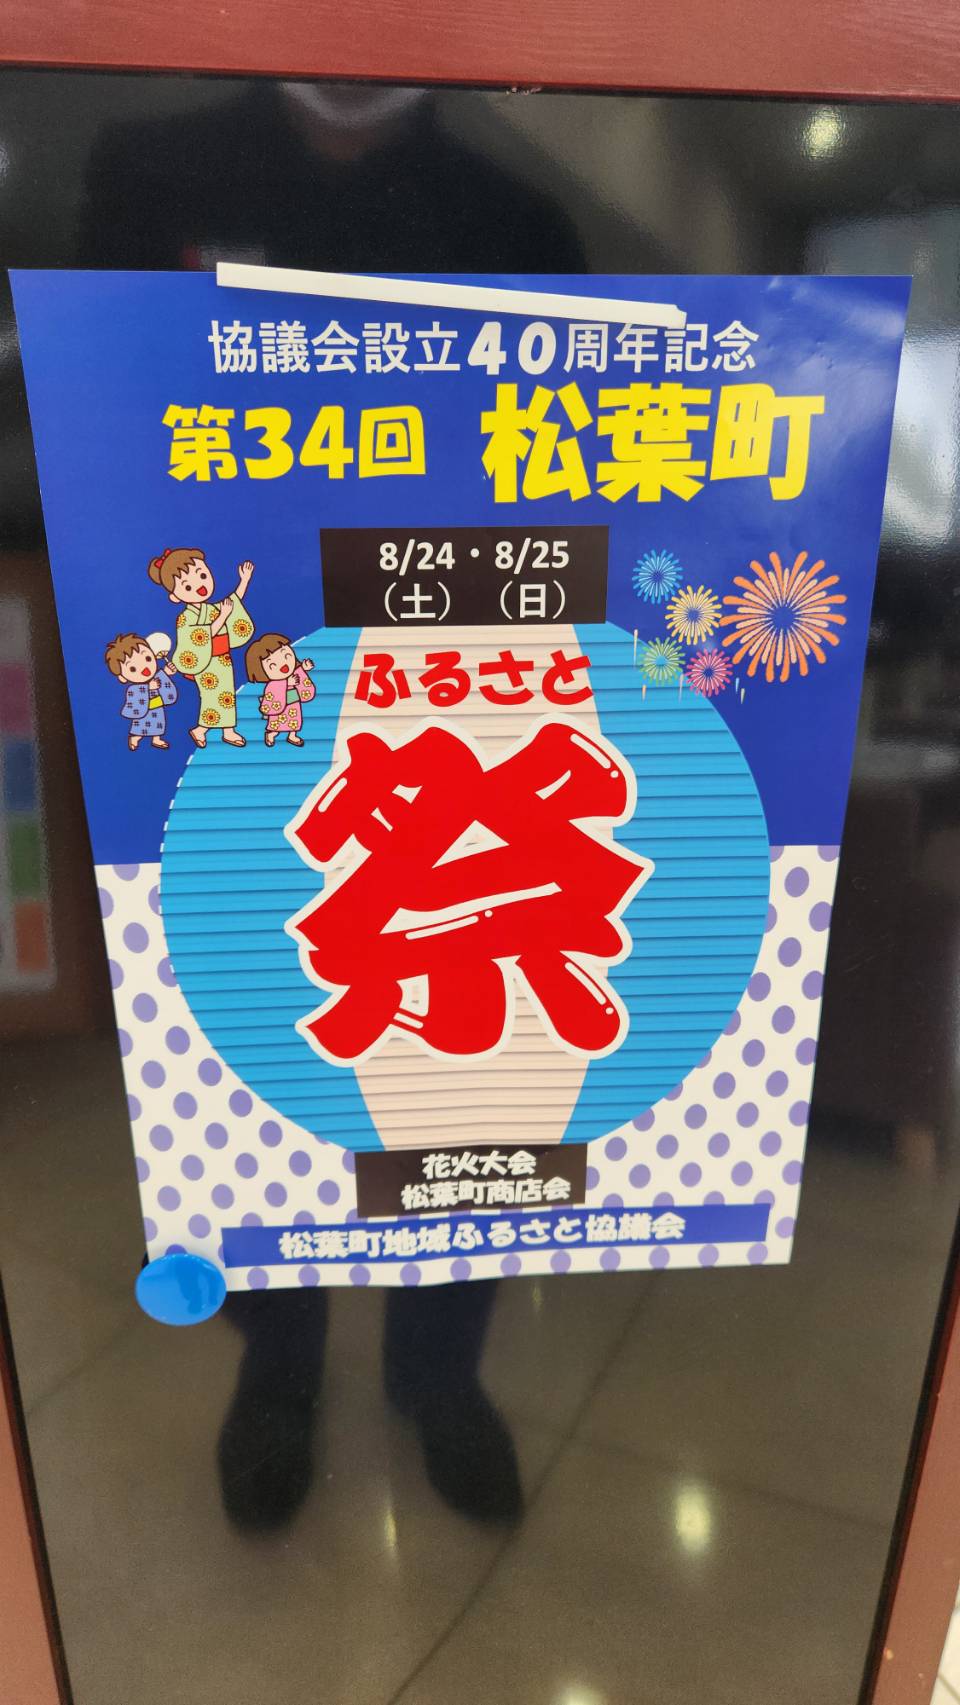 協議会設立40周年記念
第34回 松葉町
8/24・8/25
(土) (日)
ふるさと
祭
花火大会
松葉町商店会
松葉町地域ふるさと協議会